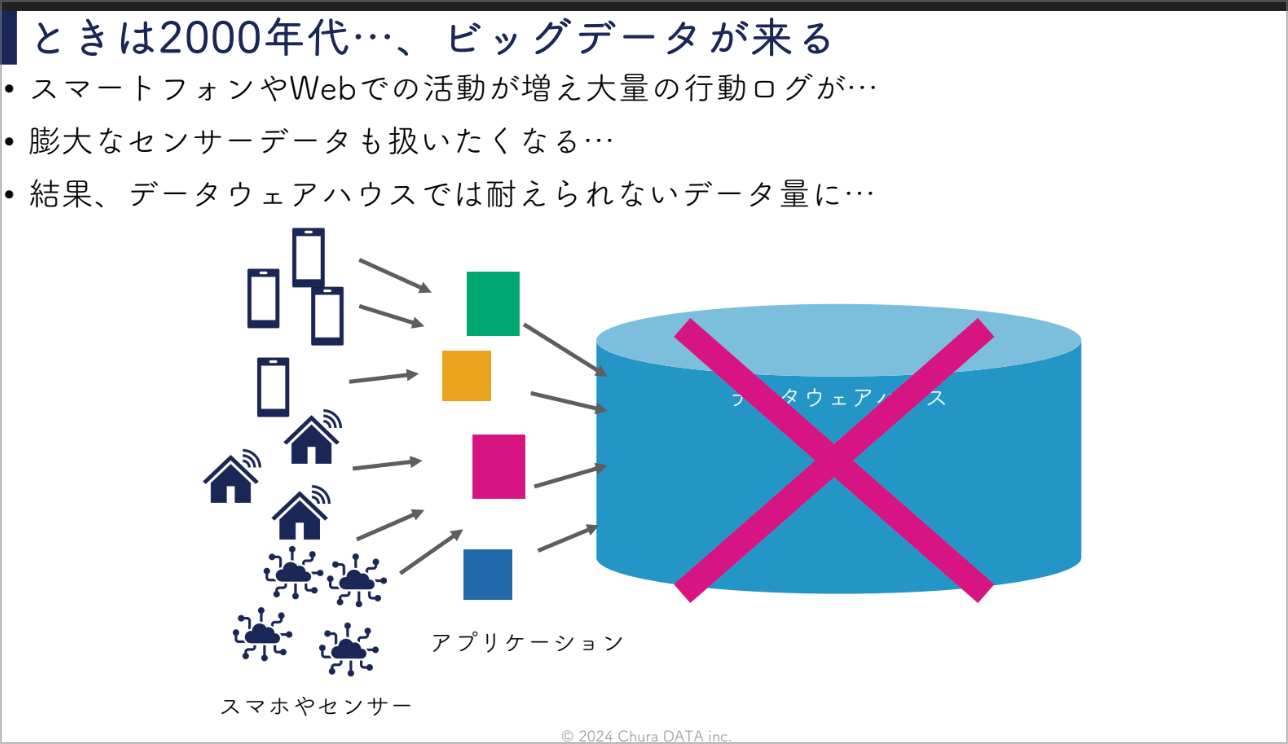 ときは2000年代…、ビッグデータが来る
• スマートフォンやWebでの活動が増え大量の行動ログが…
• 膨大なセンサーデータも扱いたくなる…
• 結果、データウェアハウスでは耐えられないデータ量に…
データウェアハウス
アプリケーション
スマホやセンサー
© 2024 Chura DATA inc.